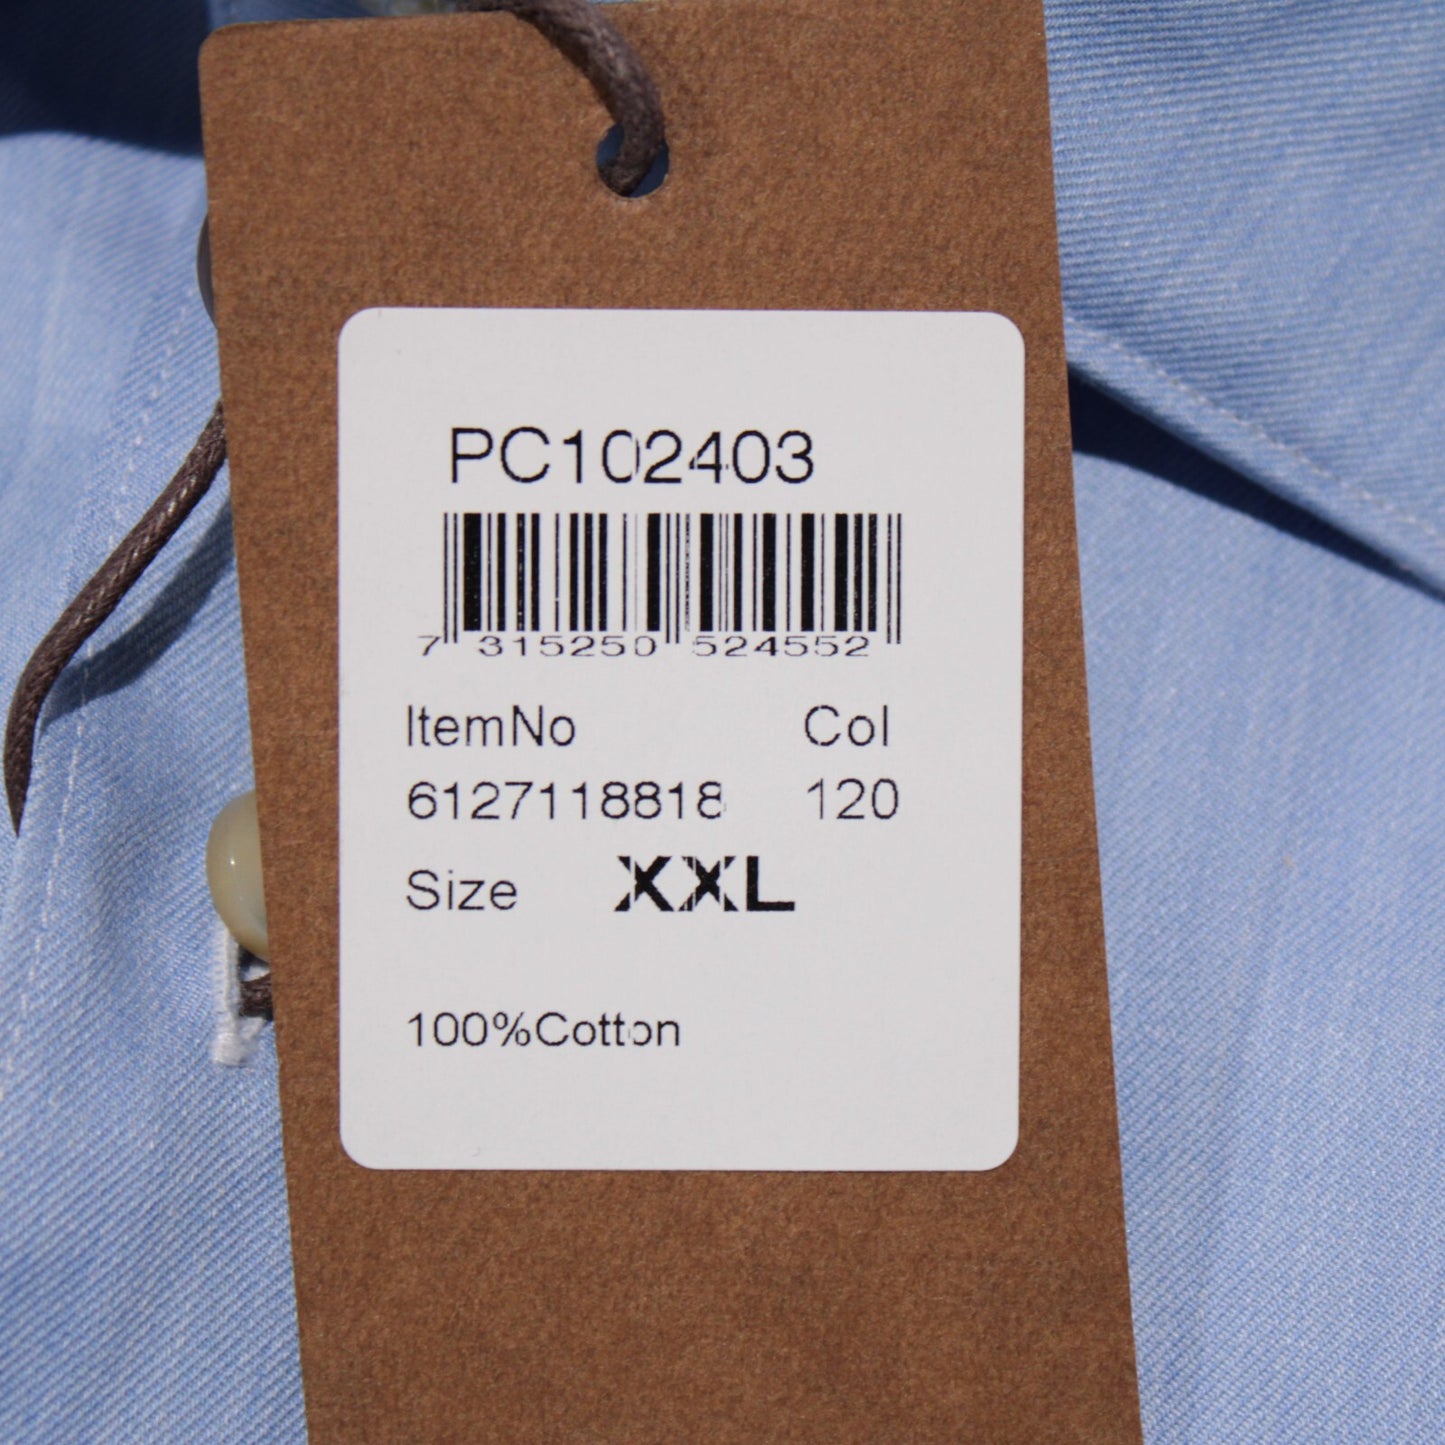 PC102403
7 315250 524552
ItemNo Col
6127118818 120
Size XXL
100%Cotton